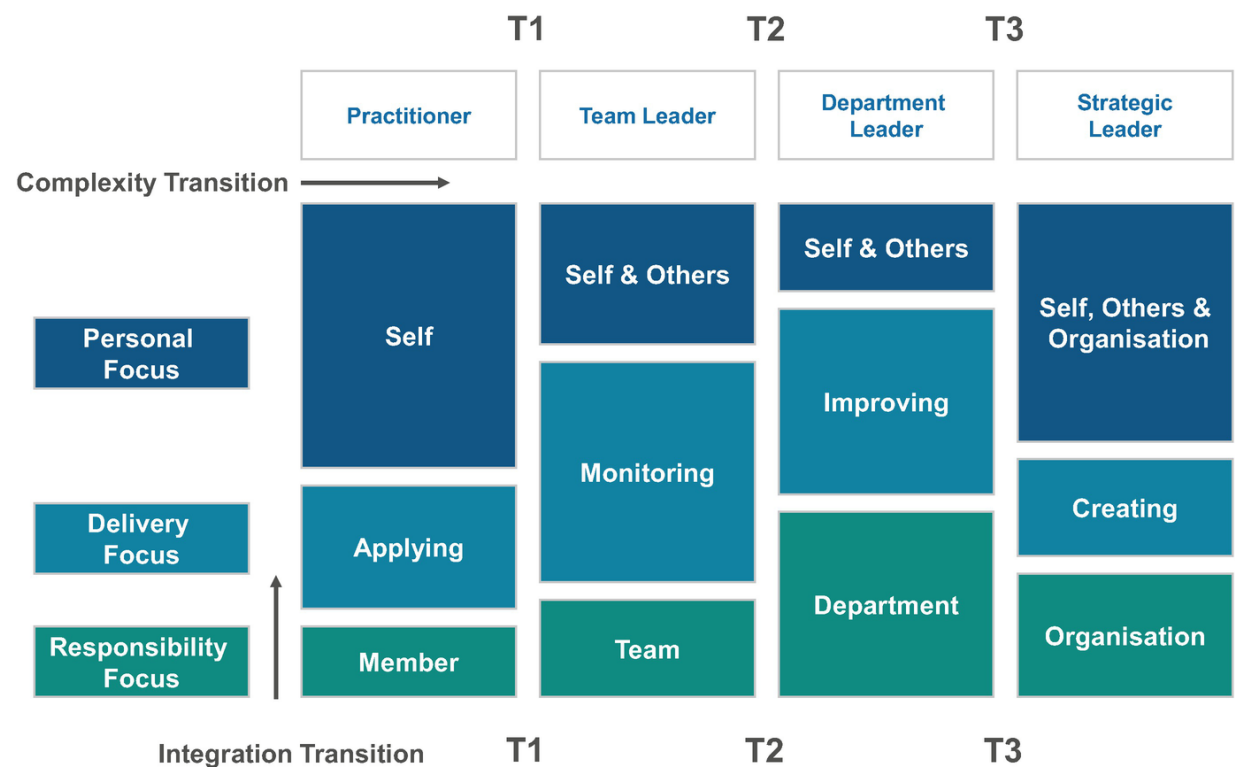 T1 T2 T3
Practitioner
Team Leader
Department
Leader
Strategic
Leader
Complexity Transition
Personal
Focus
Self
Self & Others
Self & Others
Self, Others &
Organisation
Delivery
Focus
Applying
Monitoring
Improving
Creating
Responsibility
Focus
Member
Team
Department
Organisation
Integration Transition
T1 T2 T3